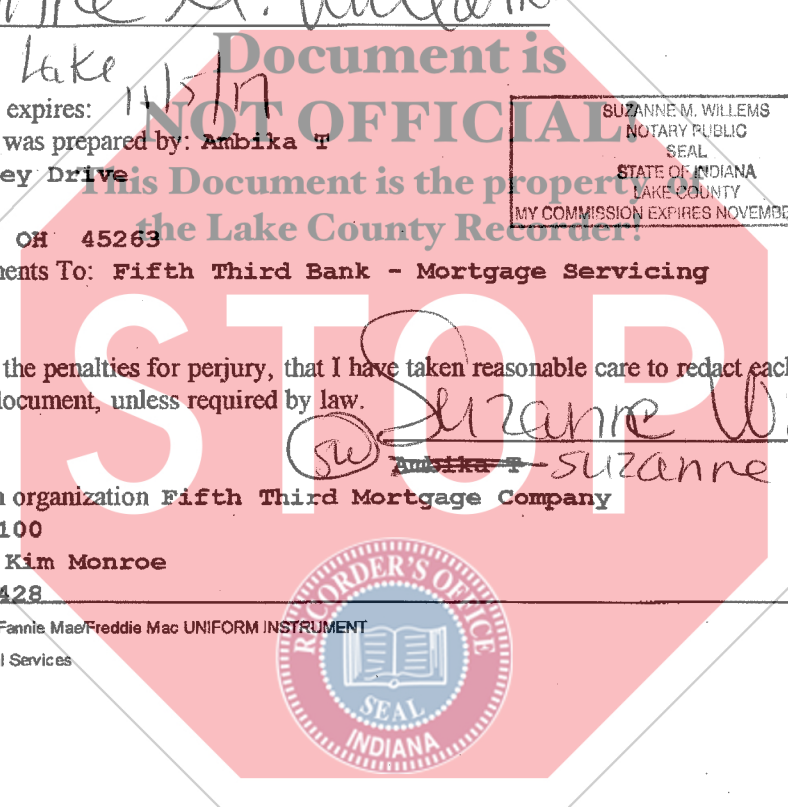 Lake
Document is
expires: 11/5/17
NOT OFFICIAL!
SUZANNE M. WILLEMS
NOTARY PUBLIC
SEAL
STATE OF INDIANA
LAKE COUNTY
MY COMMISSION EXPIRES NOVEMBE
was prepared by: Ambika T
ey Drive
This Document is the property of
the Lake County Recorder!
OH 45263
ents To: Fifth Third Bank - Mortgage Servicing
STOP
the penalties for perjury, that I have taken reasonable care to redact each
document, unless required by law.
Suzanne W
SW
Ambika T - Suzanne
organization Fifth Third Mortgage Company
100
Kim Monroe
428
Fannie Mae/Freddie Mac UNIFORM INSTRUMENT
l Services
RECORDER'S OFFICE
SEAL
INDIANA